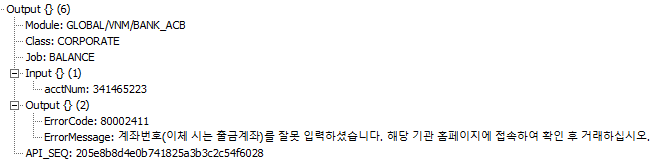 Output {} (6)
Module: GLOBAL/VNM/BANK_ACB
Class: CORPORATE
Job: BALANCE
Input {} (1)
acctNum: 341465223
Output {} (2)
ErrorCode: 80002411
ErrorMessage: 계좌번호(이체 시는 출금계좌)를 잘못 입력하셨습니다. 해당 기관 홈페이지에 접속하여 확인 후 거래하십시오.
API_SEQ: 205e8b8d4e0b741825a3b3c2c54f6028